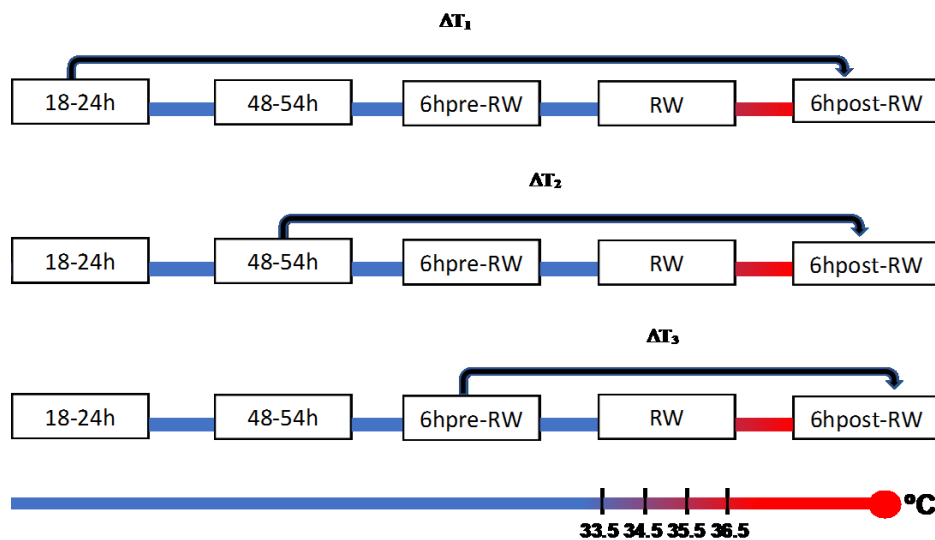 ΔT₁
18-24h 48-54h 6hpre-RW RW 6hpost-RW
ΔT₂
18-24h 48-54h 6hpre-RW RW 6hpost-RW
ΔT₃
18-24h 48-54h 6hpre-RW RW 6hpost-RW
ºC
33.5 34.5 35.5 36.5